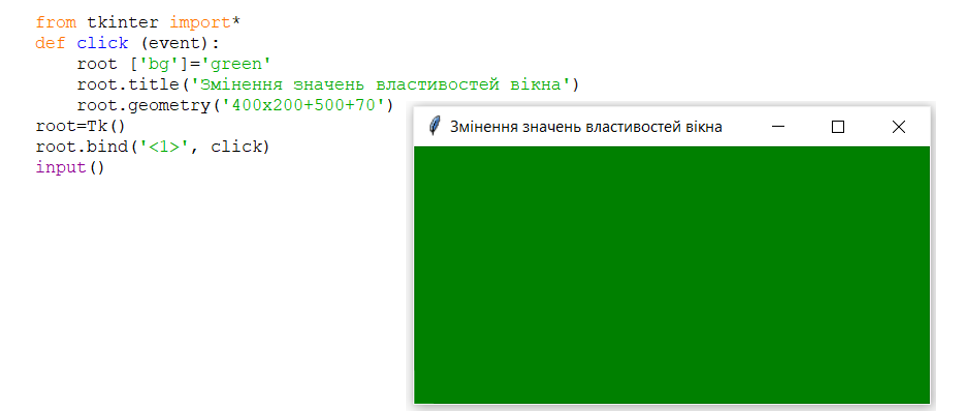 from tkinter import*
def click (event):
    root ['bg']='green'
    root.title('Змінення значень властивостей вікна')
    root.geometry('400x200+500+70')
root=Tk()
root.bind('<1>', click)
input()
Змінення значень властивостей вікна